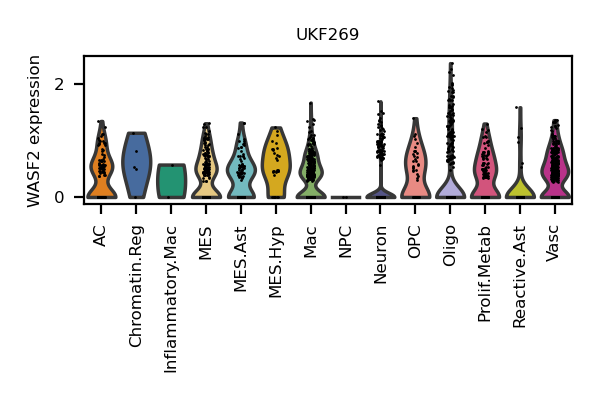 UKF269
WASF2 expression
2
0
AC
Chromatin.Reg
Inflammatory.Mac
MES
MES.Ast
MES.Hyp
Mac
NPC
Neuron
OPC
Oligo
Prolif.Metab
Reactive.Ast
Vasc